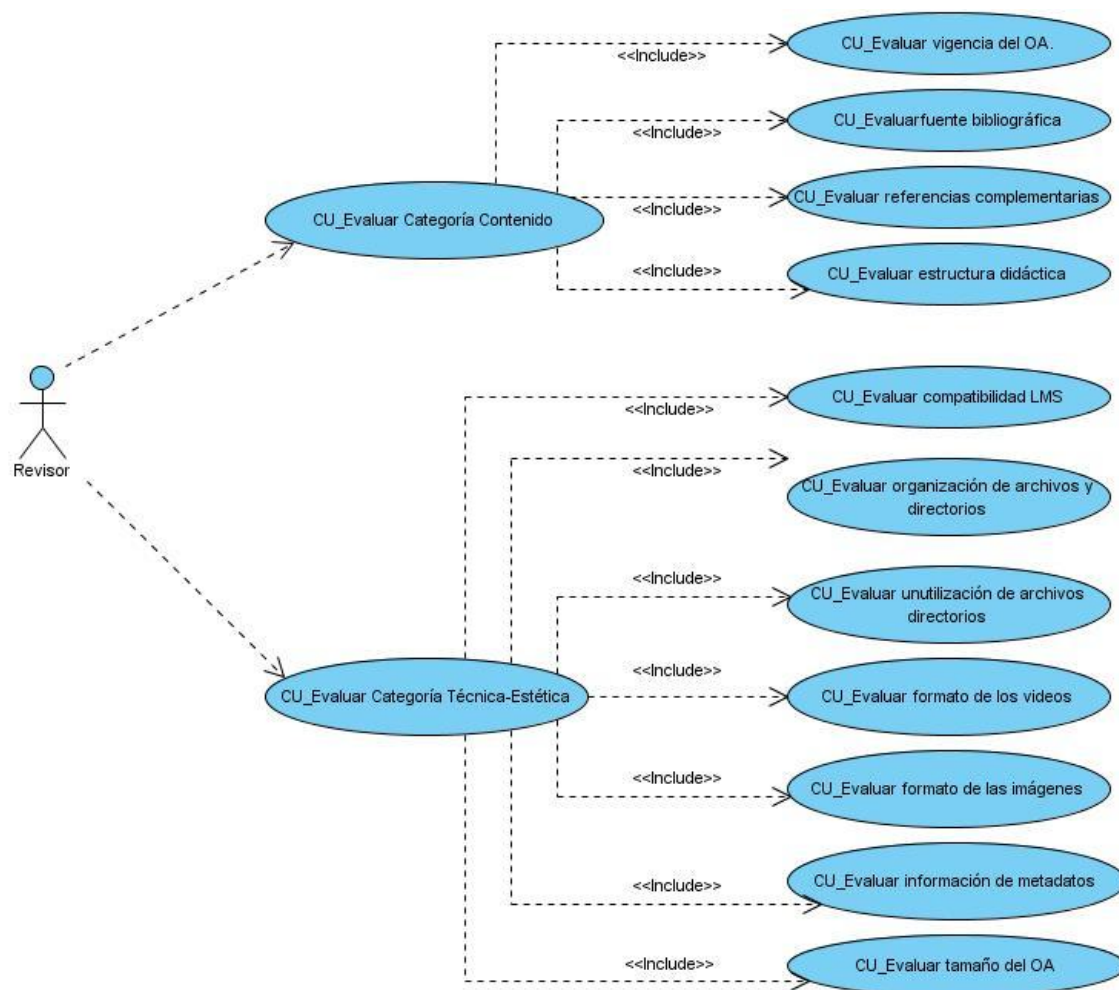 CU_Evaluar vigencia del OA.
<<Include>>
CU_Evaluarfuente bibliográfica
<<Include>>
CU_Evaluar Categoría Contenido
CU_Evaluar referencias complementarias
<<Include>>
CU_Evaluar estructura didáctica
<<Include>>
Revisor
CU_Evaluar compatibilidad LMS
<<Include>>
<<Include>>
CU_Evaluar organización de archivos y
directorios
<<Include>>
CU_Evaluar unutilización de archivos
directorios
<<Include>>
CU_Evaluar Categoría Técnica-Estética
CU_Evaluar formato de los videos
<<Include>>
CU_Evaluar formato de las imágenes
<<Include>>
CU_Evaluar información de metadatos
<<Include>>
CU_Evaluar tamaño del OA